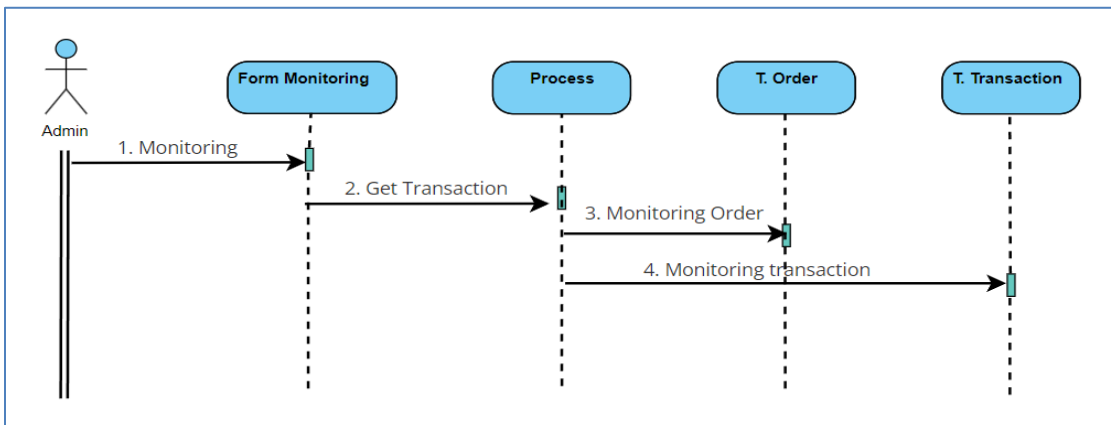 Form Monitoring
Process
T. Order
T. Transaction
Admin
1. Monitoring
2. Get Transaction
3. Monitoring Order
4. Monitoring transaction